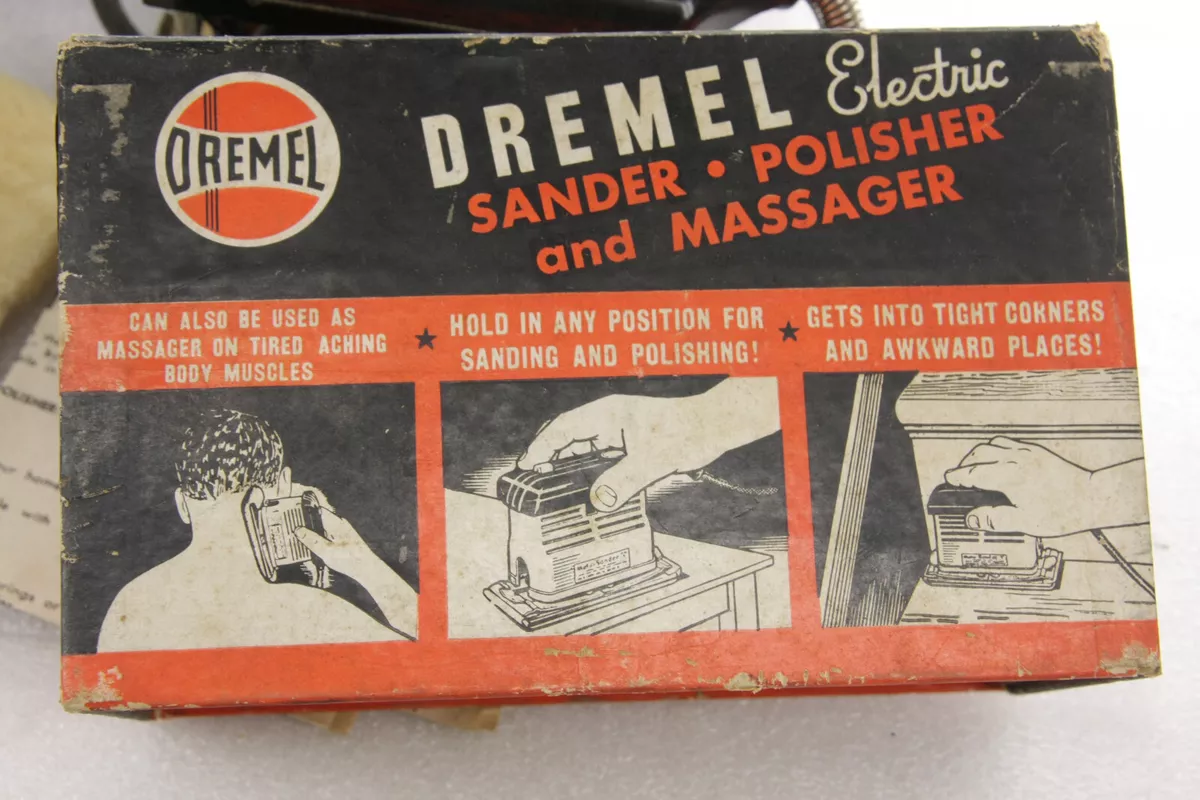 DREMEL
DREMEL Electric
SANDER • POLISHER
and MASSAGER
CAN ALSO BE USED AS
MASSAGER ON TIRED ACHING
BODY MUSCLES
★
HOLD IN ANY POSITION FOR
SANDING AND POLISHING!
★
GETS INTO TIGHT CORNERS
AND AWKWARD PLACES!